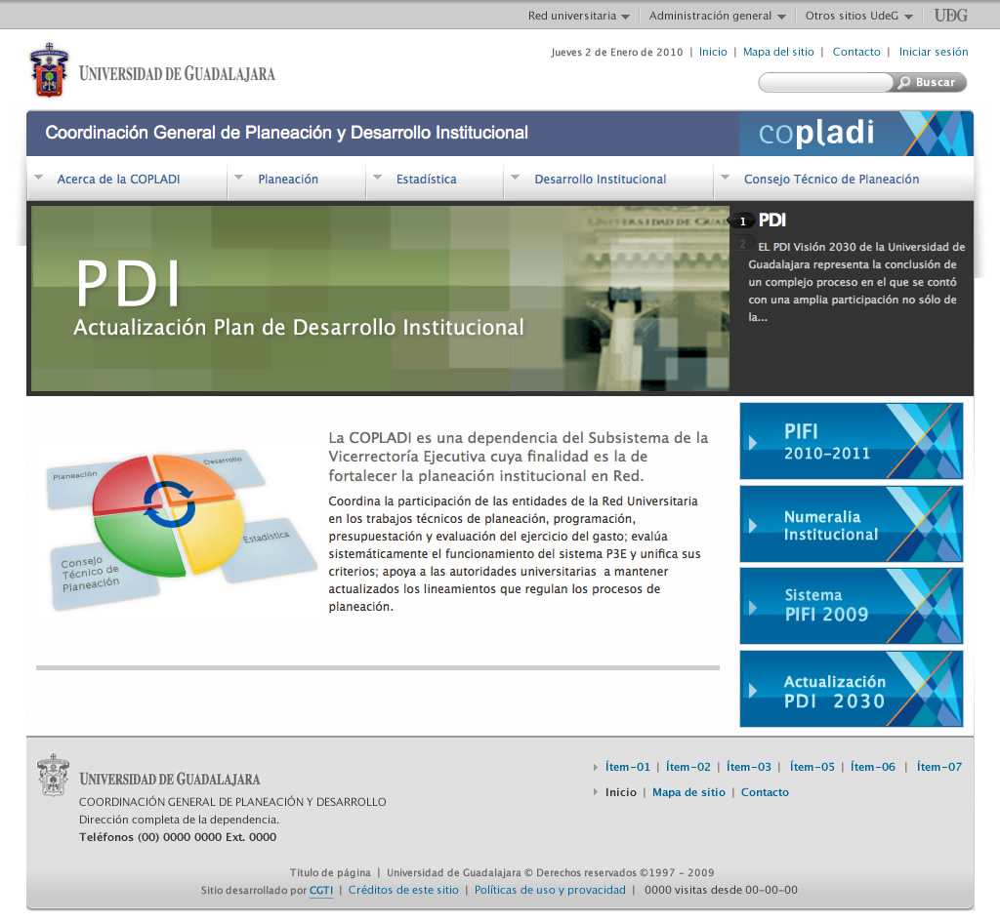 Red universitaria
Administración general
Otros sitios UdeG
UDG
Jueves 2 de Enero de 2010 | Inicio | Mapa del sitio | Contacto | Iniciar sesión
UNIVERSIDAD DE GUADALAJARA
Buscar
Coordinación General de Planeación y Desarrollo Institucional
copladi
Acerca de la COPLADI
Planeación
Estadística
Desarrollo Institucional
Consejo Técnico de Planeación
UNIVERSIDAD DE GUADAL
PDI
Actualización Plan de Desarrollo Institucional
1
PDI
2
EL PDI Visión 2030 de la Universidad de
Guadalajara representa la conclusión de
un complejo proceso en el que se contó
con una amplia participación no sólo de
la...
Planeación
Desarrollo
Estadística
Consejo
Técnico de
Planeación
La COPLADI es una dependencia del Subsistema de la
Vicerrectoría Ejecutiva cuya finalidad es la de
fortalecer la planeación institucional en Red.
Coordina la participación de las entidades de la Red Universitaria
en los trabajos técnicos de planeación, programación,
presupuestación y evaluación del ejercicio del gasto; evalúa
sistemáticamente el funcionamiento del sistema P3E y unifica sus
criterios; apoya a las autoridades universitarias a mantener
actualizados los lineamientos que regulan los procesos de
planeación.
PIFI
2010-2011
Numeralia
Institucional
Sistema
PIFI 2009
Actualización
PDI 2030
UNIVERSIDAD DE GUADALAJARA
COORDINACIÓN GENERAL DE PLANEACIÓN Y DESARROLLO
Dirección completa de la dependencia.
Teléfonos (00) 0000 0000 Ext. 0000
Ítem-01 | Ítem-02 | Ítem-03 | Ítem-05 | Ítem-06 | Ítem-07
Inicio | Mapa de sitio | Contacto
Título de página | Universidad de Guadalajara © Derechos reservados ©1997 - 2009
Sitio desarrollado por CGTI | Créditos de este sitio | Políticas de uso y provacidad | 0000 visitas desde 00-00-00